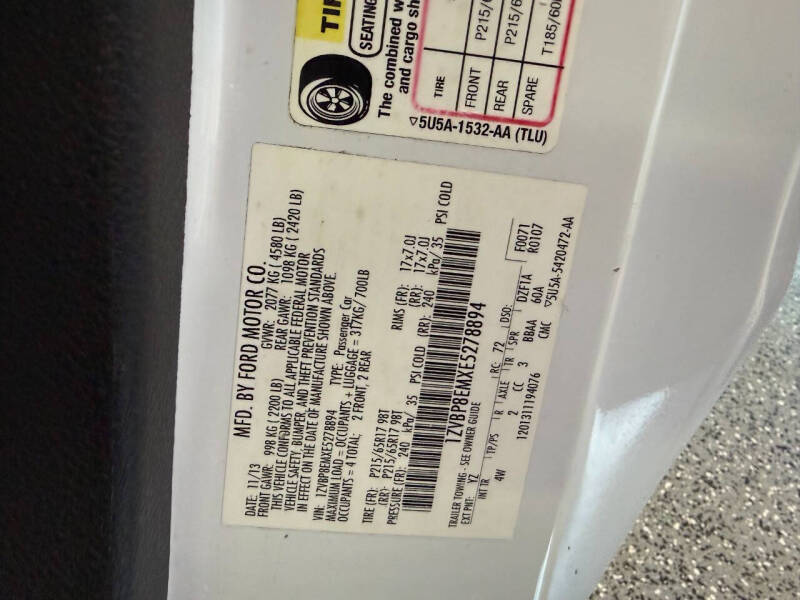 TIR
SEATING
The combined w
and cargo sh
TIRE
FRONT P215/6
REAR P215/6
SPARE T185/60
5U5A-1532-AA (TLU)
MFD. BY FORD MOTOR CO.
DATE: 11/13 GVWR: 2077 KG ( 4580 LB)
FRONT GAWR: 998 KG ( 2200 LB) REAR GAWR: 1098 KG ( 2420 LB)
THIS VEHICLE CONFORMS TO ALL APPLICABLE FEDERAL MOTOR
VEHICLE SAFETY, BUMPER, AND THEFT PREVENTION STANDARDS
IN EFFECT ON THE DATE OF MANUFACTURE SHOWN ABOVE.
VIN: 1ZVBP8EMXE5278894 TYPE: Passenger Car
MAXIMUM LOAD = OCCUPANTS + LUGGAGE = 317KG/ 700LB
OCCUPANTS = 4 TOTAL; 2 FRONT, 2 REAR
TIRE (FR): P215/65R17 98T RIMS (FR): 17x7.0J
(RR): P215/65R17 98T (RR): 17x7.0J
PRESSURE (FR): 240 kPa/ 35 PSI COLD (RR): 240 kPa/ 35 PSI COLD
1ZVBP8EMXE5278894
TRAILER TOWING - SEE OWNER GUIDE
EXT PNT: YZ RC: 72 DSO: F0071
INT TR TP/PS R AXLE TR SPR R0107
4W 2 CC 3 BBAA DZF1A
60A
1201311194076 CMC 5U5A-5420472-AA